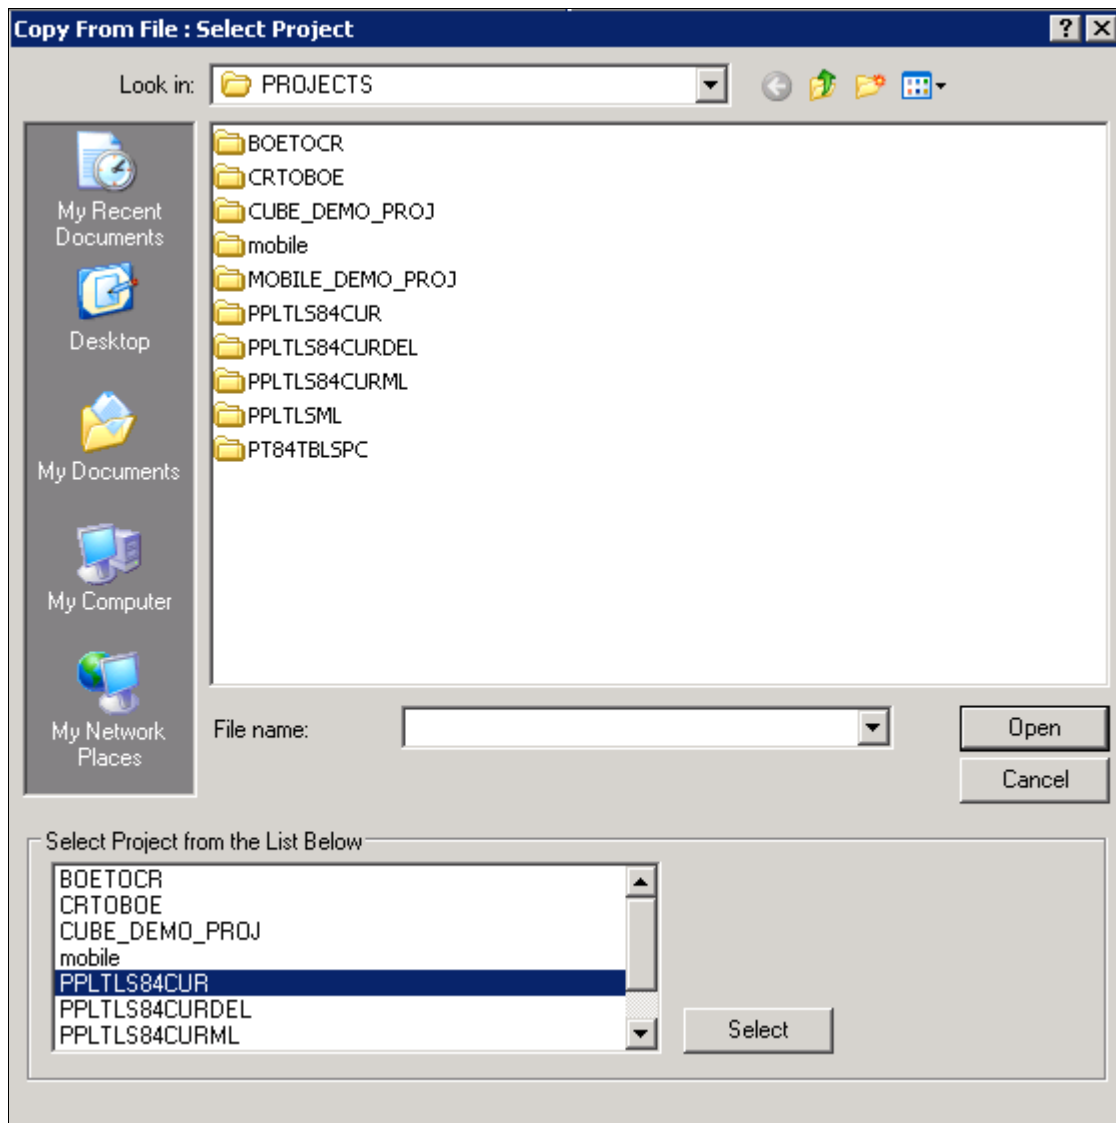 Copy From File : Select Project
Look in: PROJECTS
My Recent
Documents
Desktop
My Documents
My Computer
My Network
Places
BOETOCR
CRTOBOE
CUBE_DEMO_PROJ
mobile
MOBILE_DEMO_PROJ
PPLTLS84CUR
PPLTLS84CURDEL
PPLTLS84CURML
PPLTLSML
PT84TBLSPC
File name:
Open
Cancel
Select Project from the List Below
BOETOCR
CRTOBOE
CUBE_DEMO_PROJ
mobile
PPLTLS84CUR
PPLTLS84CURDEL
PPLTLS84CURML
Select